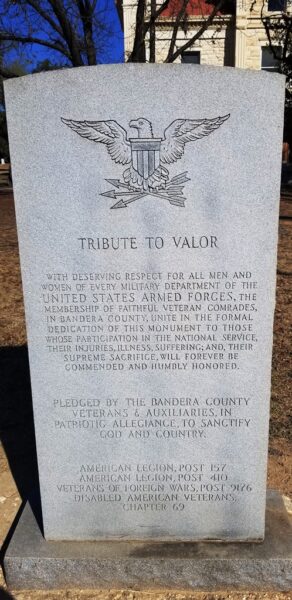 TRIBUTE TO VALOR
WITH DESERVING RESPECT FOR ALL MEN AND
WOMEN OF EVERY MILITARY DEPARTMENT OF THE
UNITED STATES ARMED FORCES, THE
MEMBERSHIP OF FAITHFUL VETERAN COMRADES,
IN BANDERA COUNTY, UNITE IN THE FORMAL
DEDICATION OF THIS MONUMENT TO THOSE
WHOSE PARTICIPATION IN THE NATIONAL SERVICE,
THEIR INJURIES, ILLNESS, SUFFERING; AND, THEIR
SUPREME SACRIFICE, WILL FOREVER BE
COMMENDED AND HUMBLY HONORED.
PLEDGED BY THE BANDERA COUNTY
VETERANS & AUXILIARIES, IN
PATRIOTIC ALLEGIANCE, TO SANCTIFY
GOD AND COUNTRY.
AMERICAN LEGION, POST 157
AMERICAN LEGION, POST 410
VETERANS OF FOREIGN WARS, POST 9176
DISABLED AMERICAN VETERANS,
CHAPTER 69